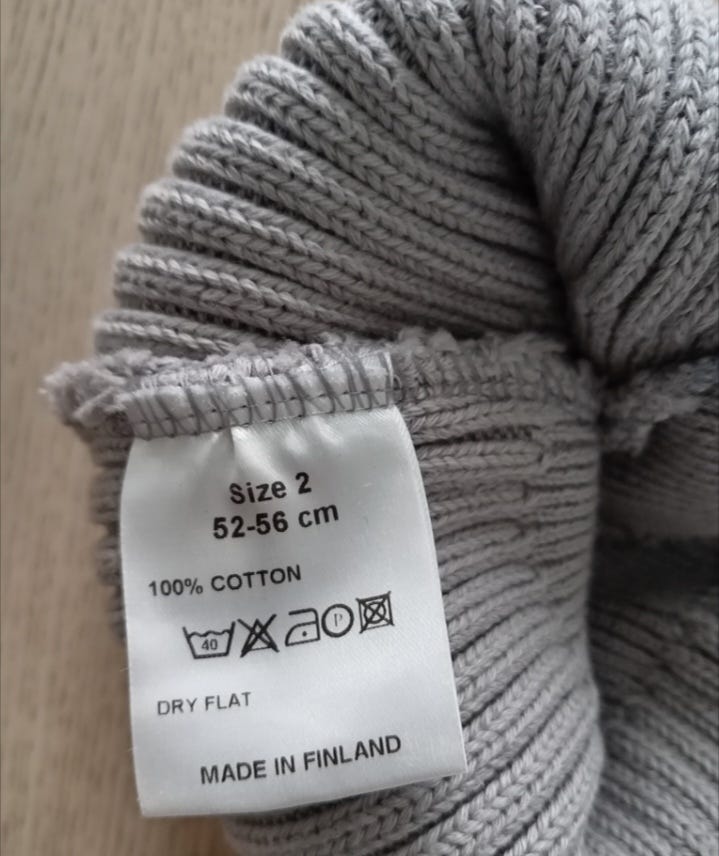 Size 2
52-56 cm
100% COTTON
40 P
DRY FLAT
MADE IN FINLAND